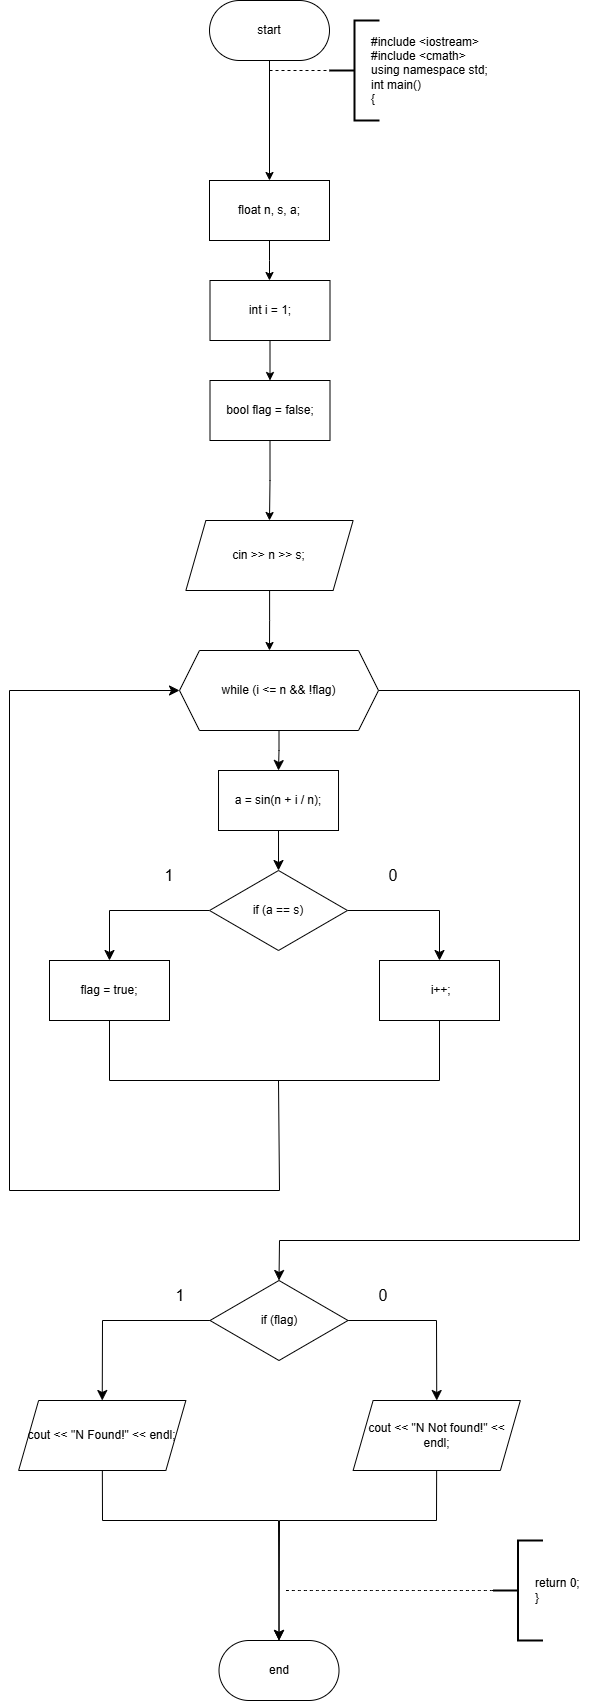 start
#include <iostream>
#include <cmath>
using namespace std;
int main()
{
float n, s, a;
int i = 1;
bool flag = false;
cin >> n >> s;
while (i <= n && !flag)
a = sin(n + i / n);
1
0
if (a == s)
flag = true;
i++;
1
0
if (flag)
cout << "N Found!" << endl;
cout << "N Not found!" <<
endl;
return 0;
}
end